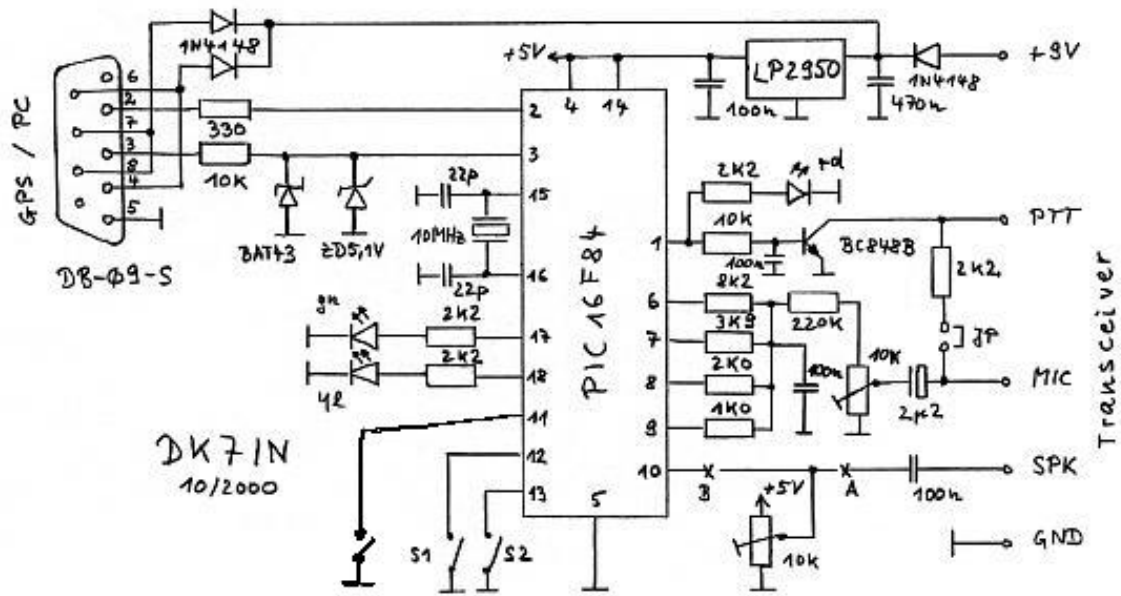 1N4148
+5V
LP2950
1N4148
+9V
100n
470n
GPS / PC
6
2
7
3
8
4
5
DB-Ø9-S
330
10K
BAT43
ZD5,1V
22p
10MHz
22p
gn
2K2
2K2
yl
DK7IN
10/2000
S1
S2
PIC 16F84
2
3
15
16
17
18
11
12
13
4
14
5
1
6
7
8
9
10
2K2
rd
10K
100n
BC848B
8K2
3K9
2K0
1K0
220K
100n
10K
2µ2
2K2
JP
B
A
+5V
10k
100n
PTT
MIC
SPK
GND
Transceiver